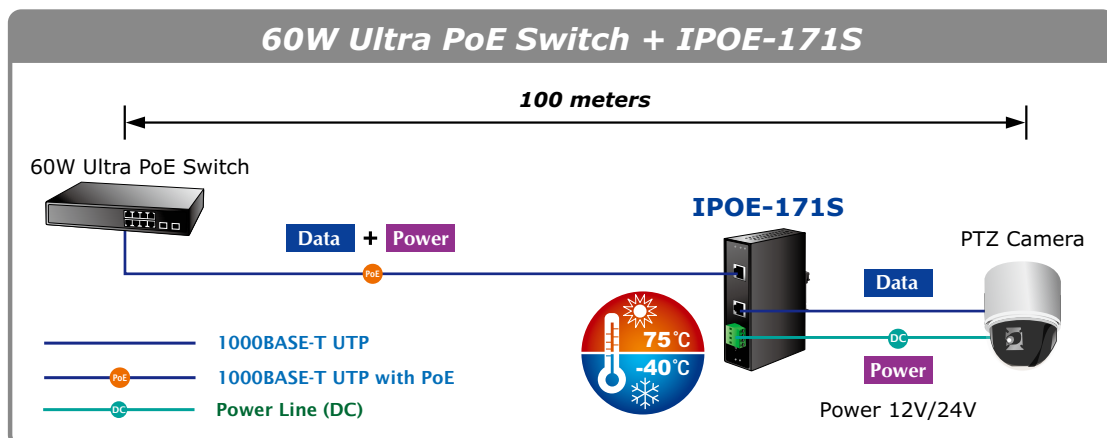 60W Ultra PoE Switch + IPOE-171S
100 meters
60W Ultra PoE Switch
IPOE-171S
PTZ Camera
Data + Power
PoE
Data
75°C
-40°C
DC
Power
Power 12V/24V
1000BASE-T UTP
PoE 1000BASE-T UTP with PoE
DC Power Line (DC)